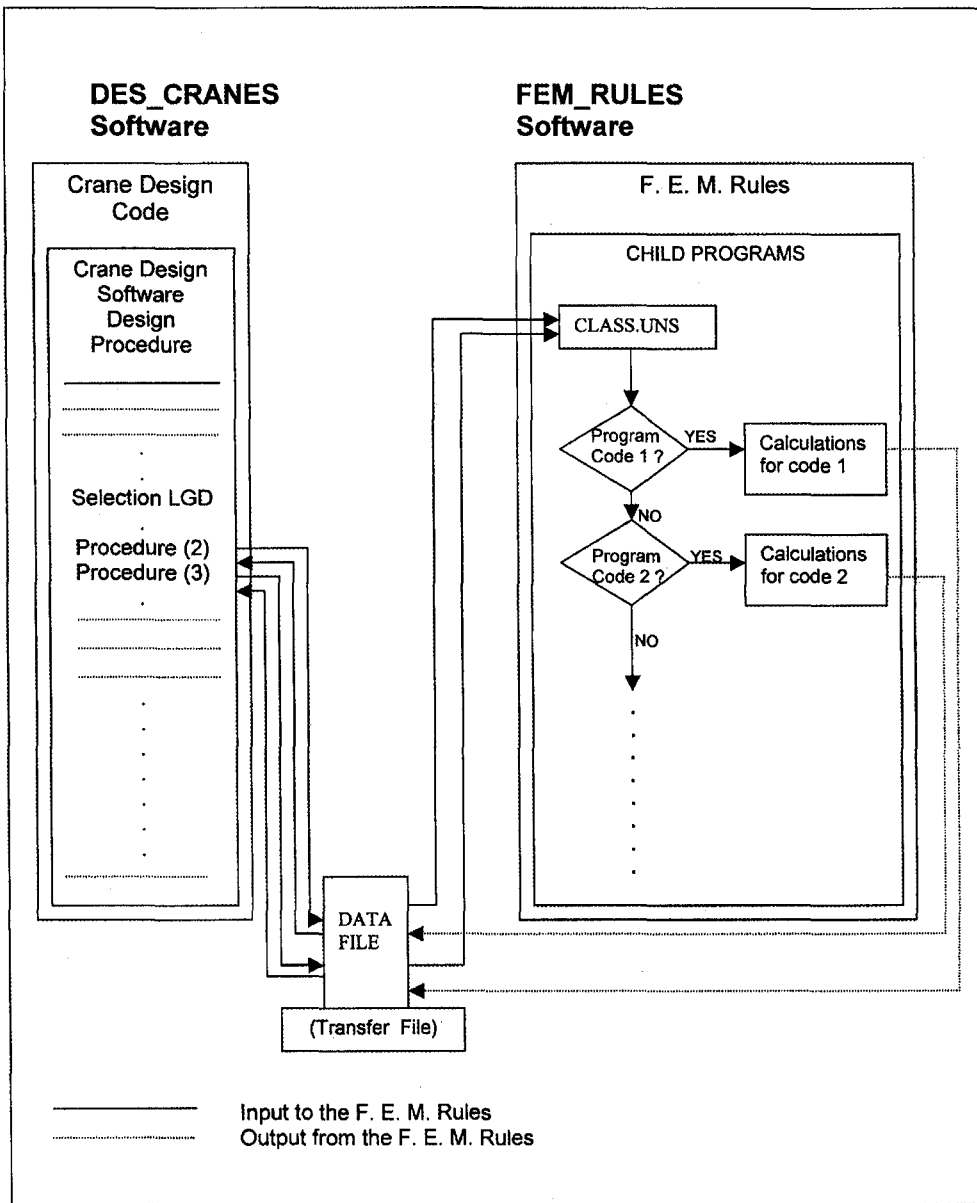 DES_CRANES
Software
FEM_RULES
Software
Crane Design
Code
Crane Design
Software
Design
Procedure
Selection LGD
Procedure (2)
Procedure (3)
F. E. M. Rules
CHILD PROGRAMS
CLASS.UNS
Program
Code 1 ?
YES
Calculations
for code 1
NO
Program
Code 2 ?
YES
Calculations
for code 2
NO
DATA
FILE
(Transfer File)
Input to the F. E. M. Rules
Output from the F. E. M. Rules